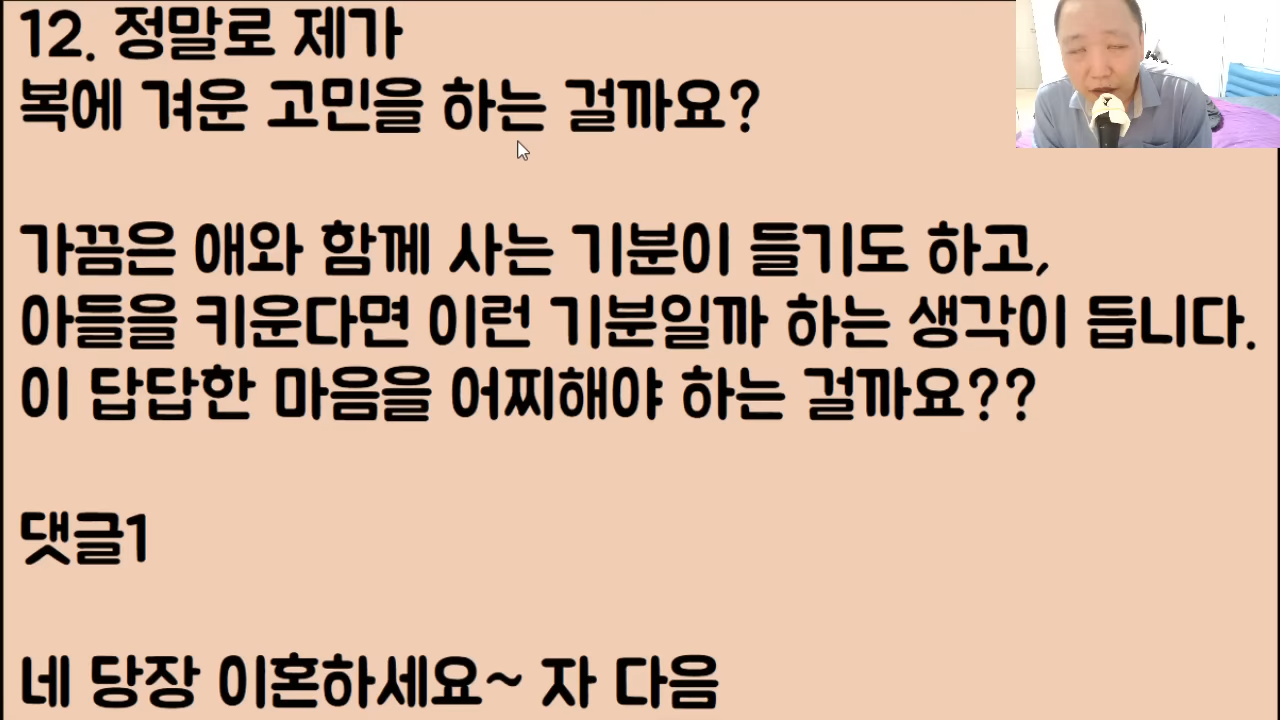 12. 정말로 제가
복에 겨운 고민을 하는 걸까요?
가끔은 애와 함께 사는 기분이 들기도 하고,
아들을 키운다면 이런 기분일까 하는 생각이 듭니다.
이 답답한 마음을 어찌해야 하는 걸까요??
댓글1
네 당장 이혼하세요~ 자 다음